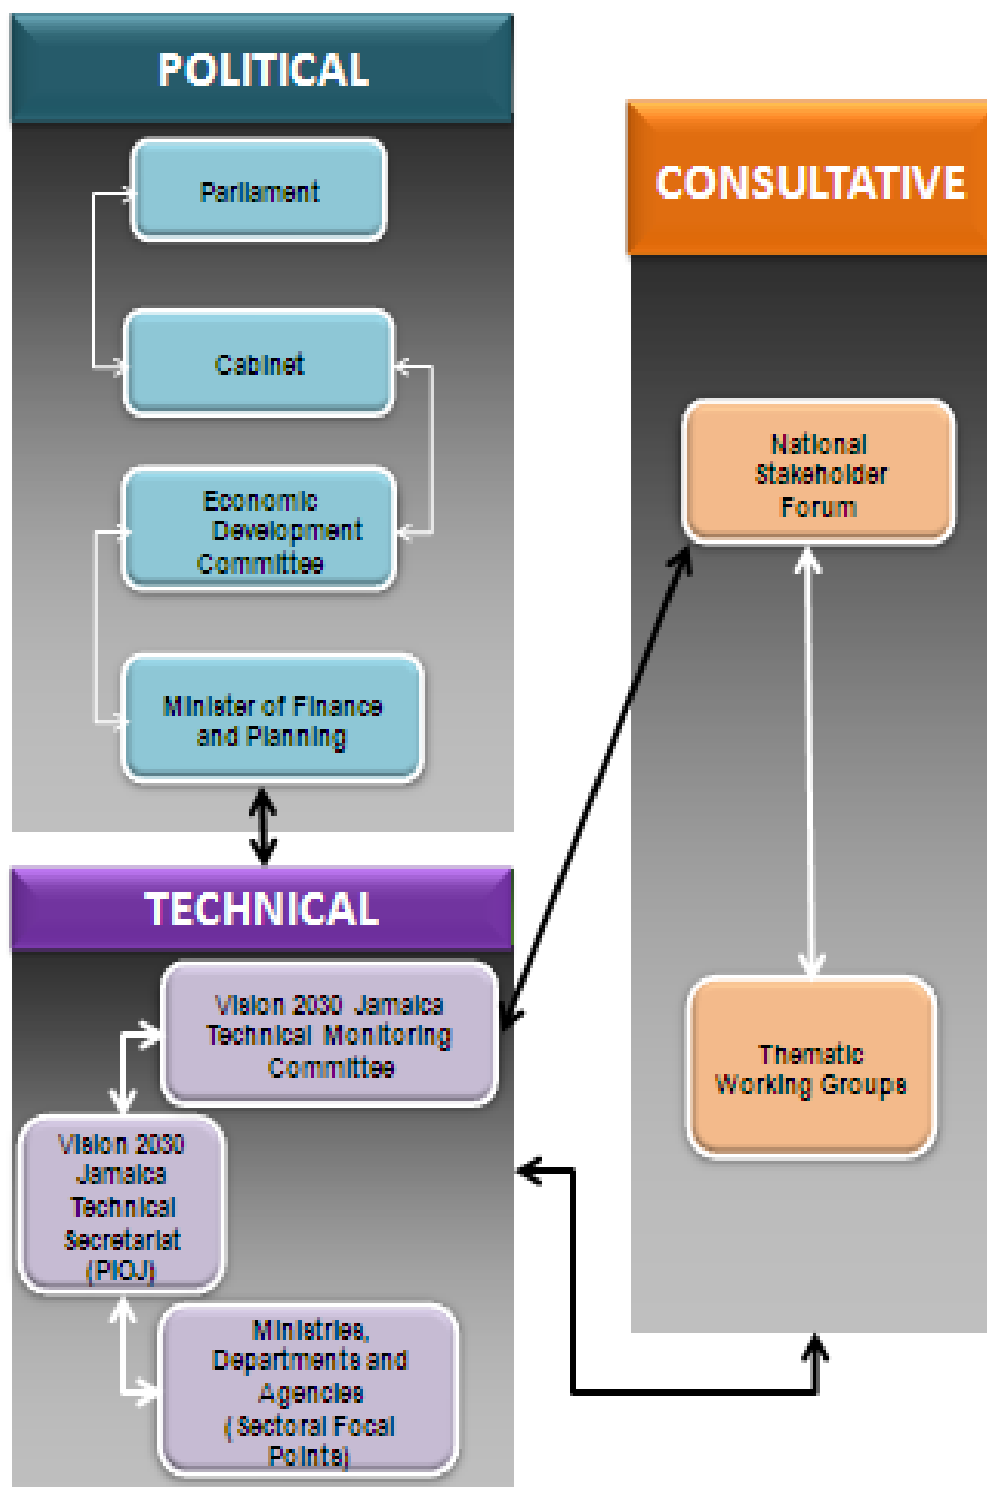 POLITICAL
Parliament
Cabinet
Economic
Development
Committee
Minister of Finance
and Planning
TECHNICAL
Vision 2030 Jamaica
Technical Monitoring
Committee
Vision 2030
Jamaica
Technical
Secretariat
(PIOJ)
Ministries,
Departments and
Agencies
( Sectoral Focal
Points)
CONSULTATIVE
National
Stakeholder
Forum
Thematic
Working Groups